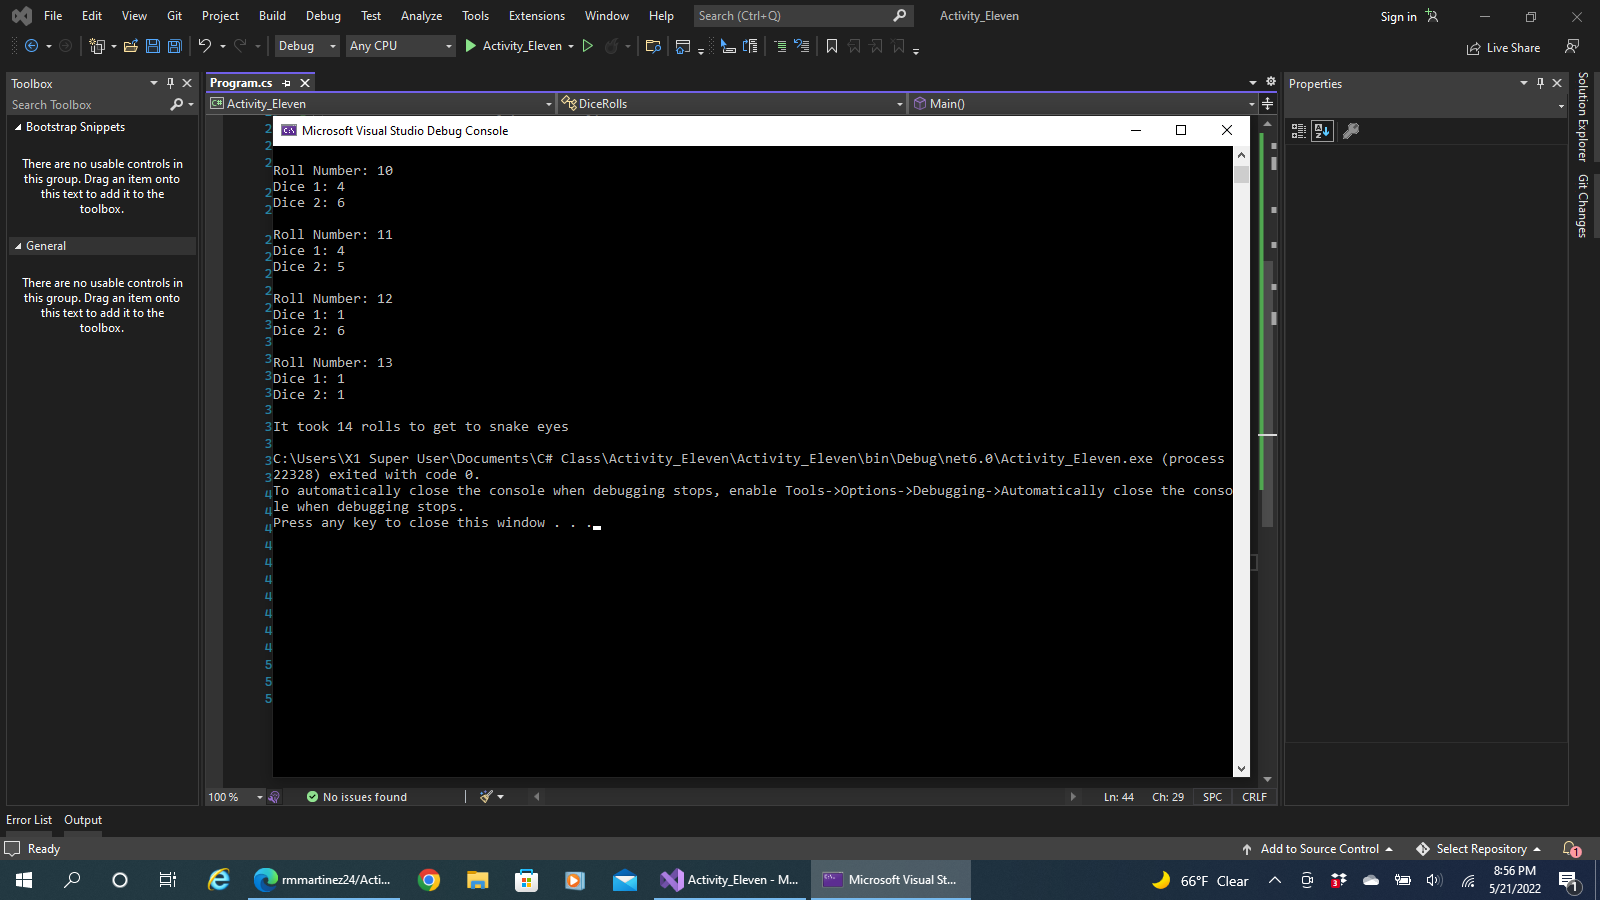 File Edit View Git Project Build Debug Test Analyze Tools Extensions Window Help Search (Ctrl+Q) Activity_Eleven Sign in
Debug Any CPU Activity_Eleven Live Share
Toolbox
Search Toolbox
Bootstrap Snippets
There are no usable controls in
this group. Drag an item onto
this text to add it to the
toolbox.
General
There are no usable controls in
this group. Drag an item onto
this text to add it to the
toolbox.
Program.cs
C# Activity_Eleven DiceRolls Main()
Microsoft Visual Studio Debug Console
Roll Number: 10
Dice 1: 4
Dice 2: 6
Roll Number: 11
Dice 1: 4
Dice 2: 5
Roll Number: 12
Dice 1: 1
Dice 2: 6
Roll Number: 13
Dice 1: 1
Dice 2: 1
It took 14 rolls to get to snake eyes
C:\Users\X1 Super User\Documents\C# Class\Activity_Eleven\Activity_Eleven\bin\Debug\net6.0\Activity_Eleven.exe (process
22328) exited with code 0.
To automatically close the console when debugging stops, enable Tools->Options->Debugging->Automatically close the conso
le when debugging stops.
Press any key to close this window . . .
Properties
Solution Explorer
Git Changes
100 % No issues found Ln: 44 Ch: 29 SPC CRLF
Error List Output
Ready Add to Source Control Select Repository 1
rmmartinez24/Acti... Activity_Eleven - M... Microsoft Visual St... 66°F Clear 3 8:56 PM
5/21/2022 1